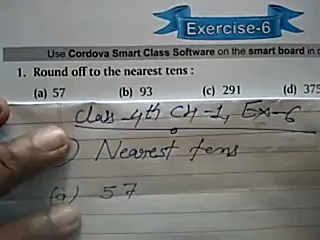 Exercise-6
Use Cordova Smart Class Software on the smart board in
1. Round off to the nearest tens :
(a) 57 (b) 93 (c) 291 (d) 375
Class-4th CH-1, Ex-6
Nearest tens
(a) 57